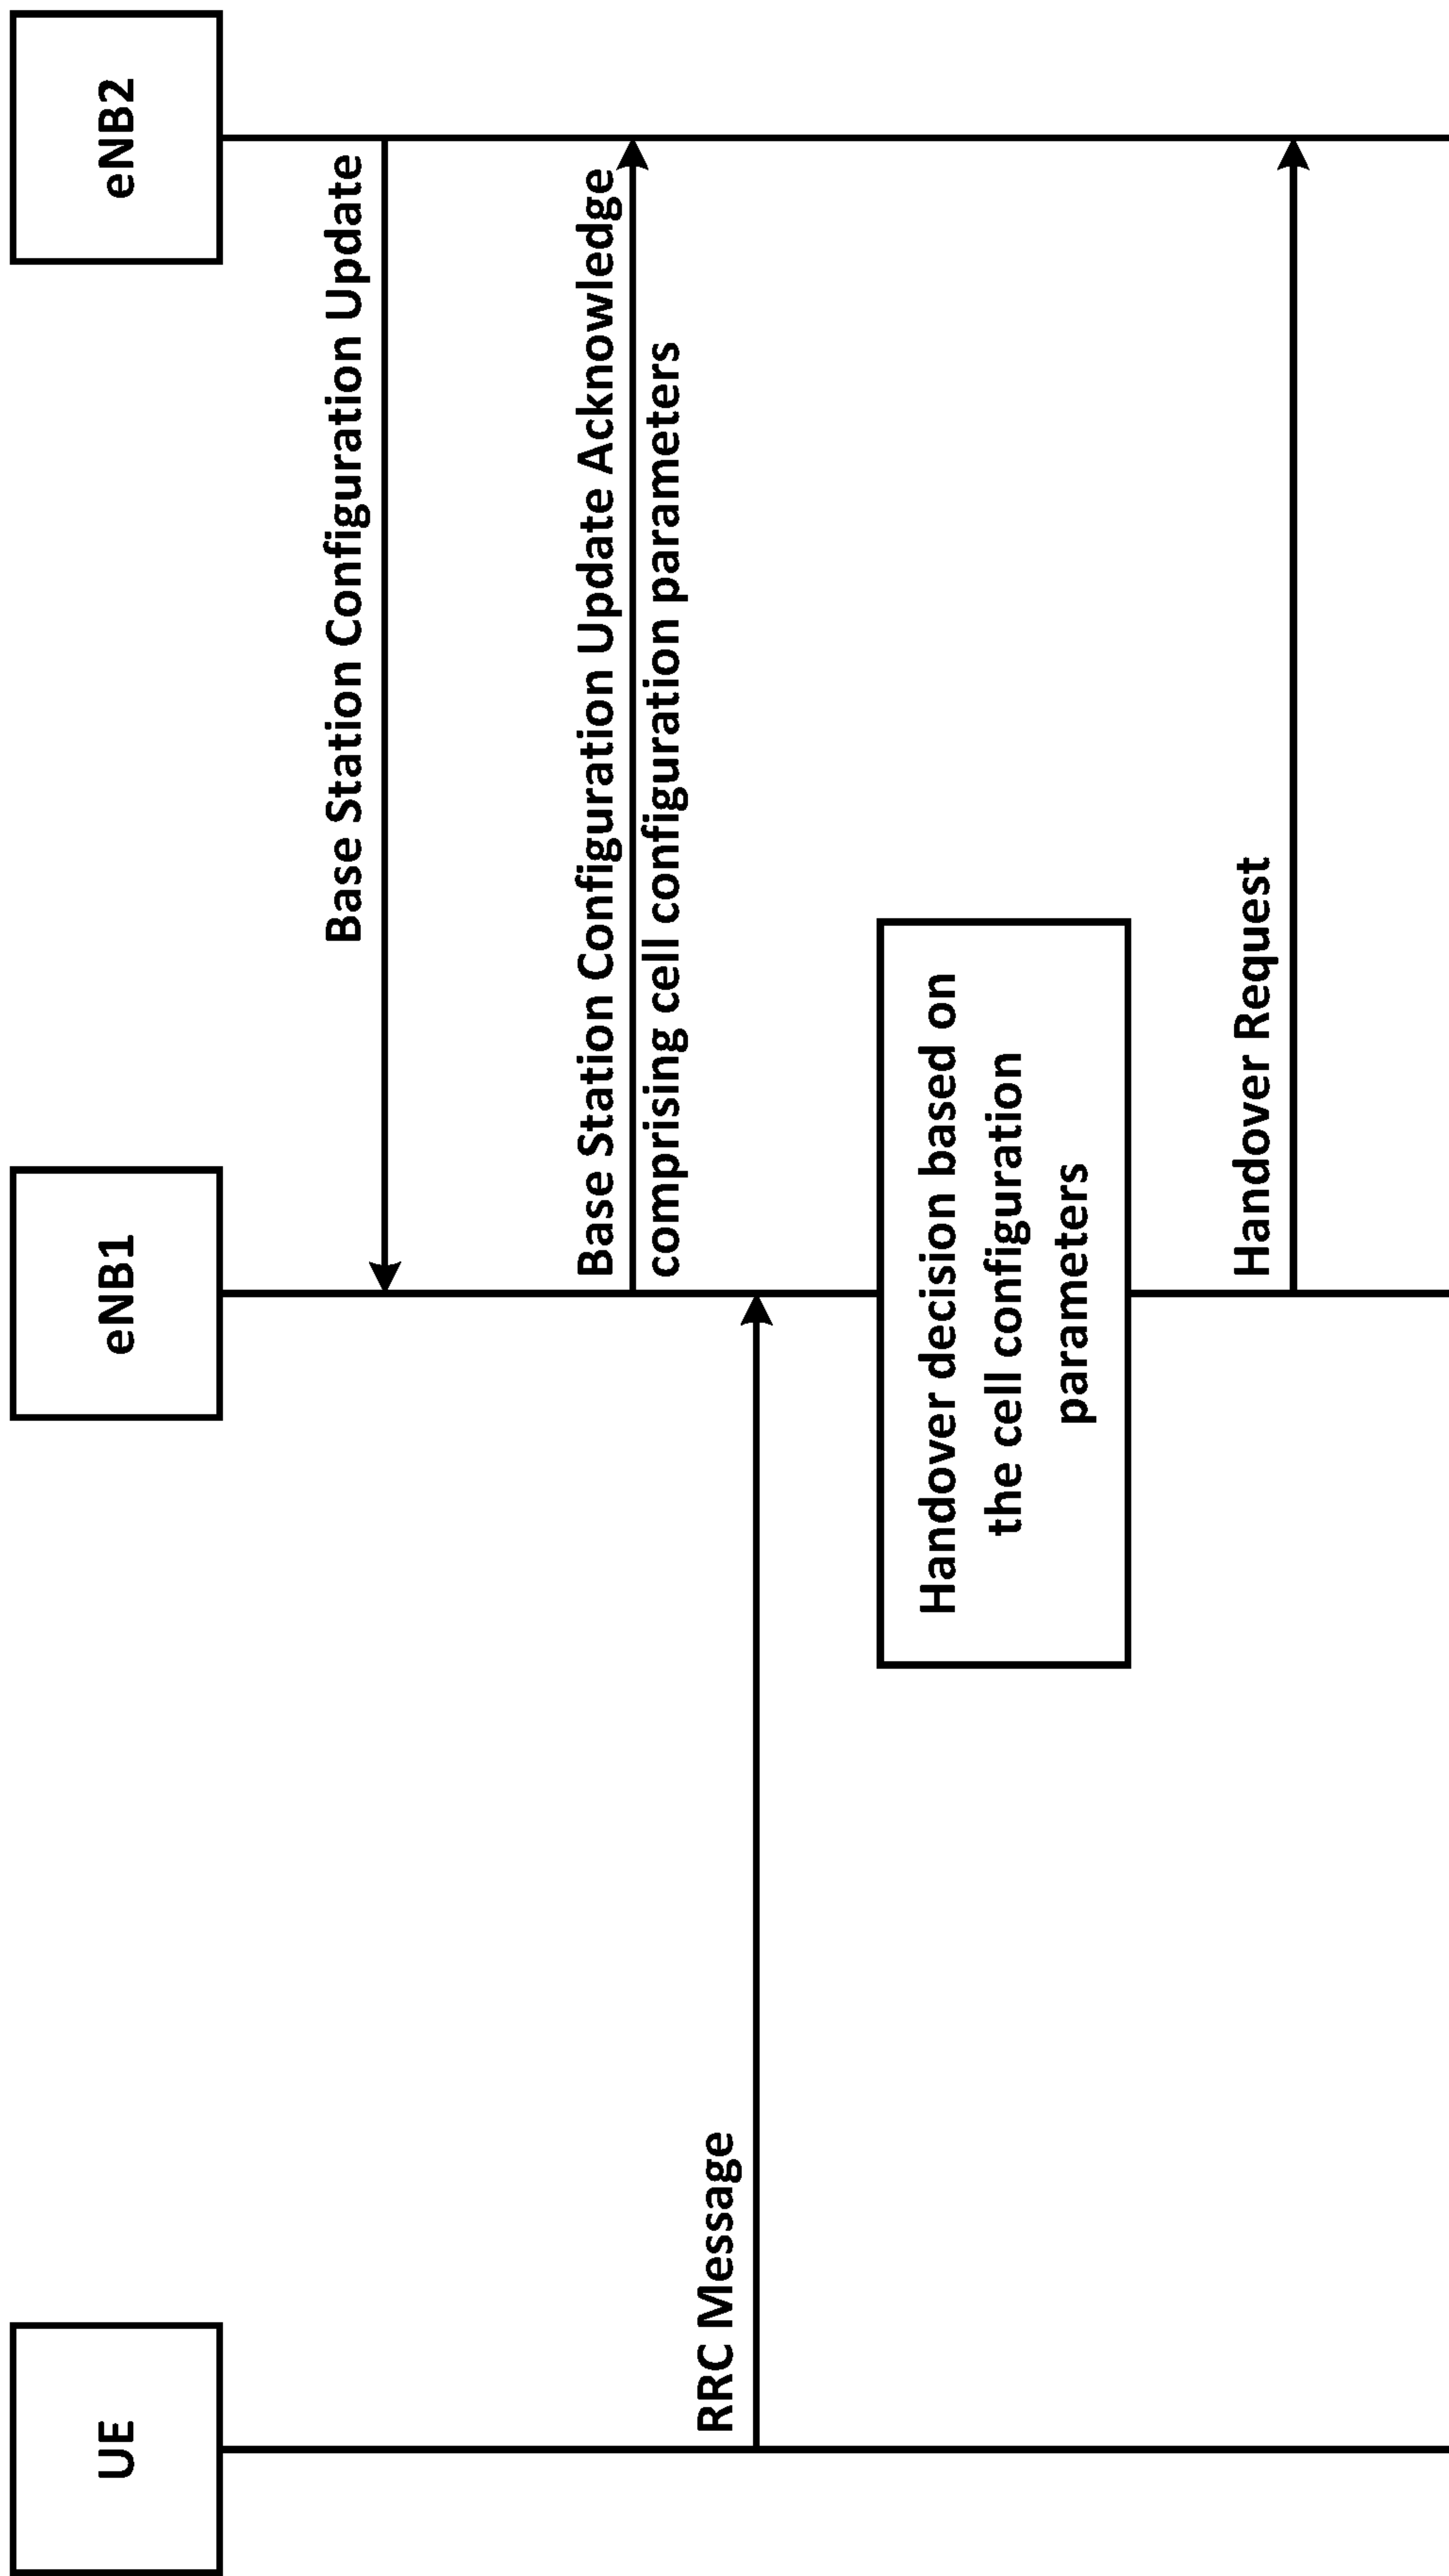 UE
eNB1
eNB2
Base Station Configuration Update
Base Station Configuration Update Acknowledge
comprising cell configuration parameters
RRC Message
Handover decision based on
the cell configuration
parameters
Handover Request